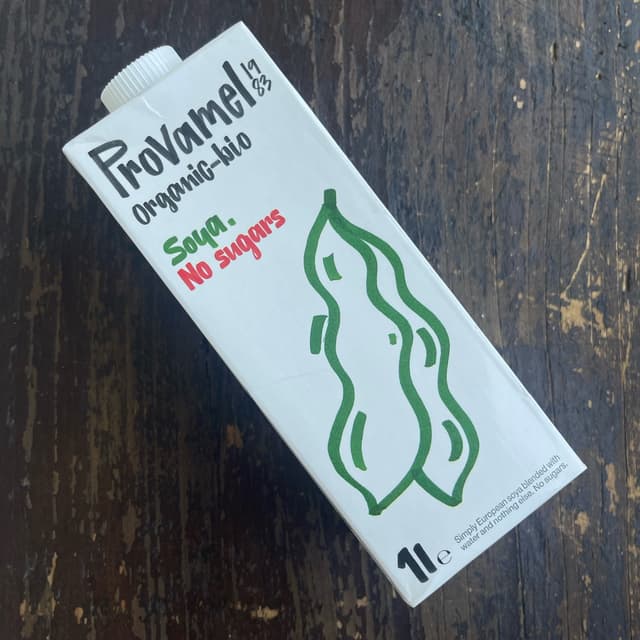 Provamel
19
83
Organic-bio
Soya.
No sugars
1l e
Simply European soya blended with
water and nothing else. No sugars.